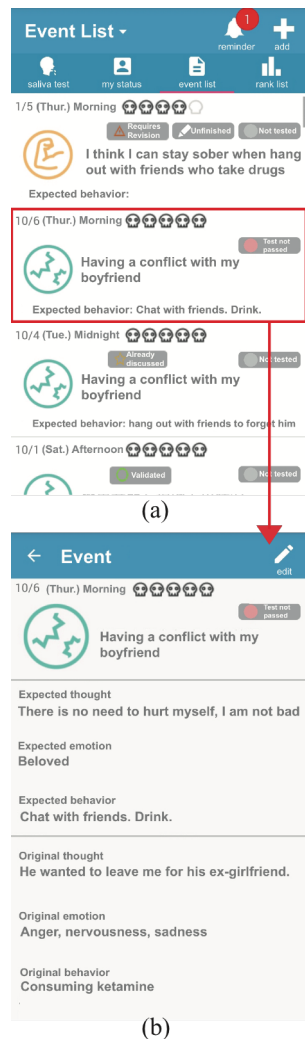 Event List
1
reminder
add
saliva test
my status
event list
rank list
1/5 (Thur.) Morning
Requires
Revision
Unfinished
Not tested
I think I can stay sober when hang
out with friends who take drugs
Expected behavior:
10/6 (Thur.) Morning
Test not
passed
Having a conflict with my
boyfriend
Expected behavior: Chat with friends. Drink.
10/4 (Tue.) Midnight
Already
discussed
Not tested
Having a conflict with my
boyfriend
Expected behavior: hang out with friends to forget him
10/1 (Sat.) Afternoon
Validated
Not tested
(a)
Event
edit
10/6 (Thur.) Morning
Test not
passed
Having a conflict with my
boyfriend
Expected thought
There is no need to hurt myself, I am not bad
Expected emotion
Beloved
Expected behavior
Chat with friends. Drink.
Original thought
He wanted to leave me for his ex-girlfriend.
Original emotion
Anger, nervousness, sadness
Original behavior
Consuming ketamine
(b)